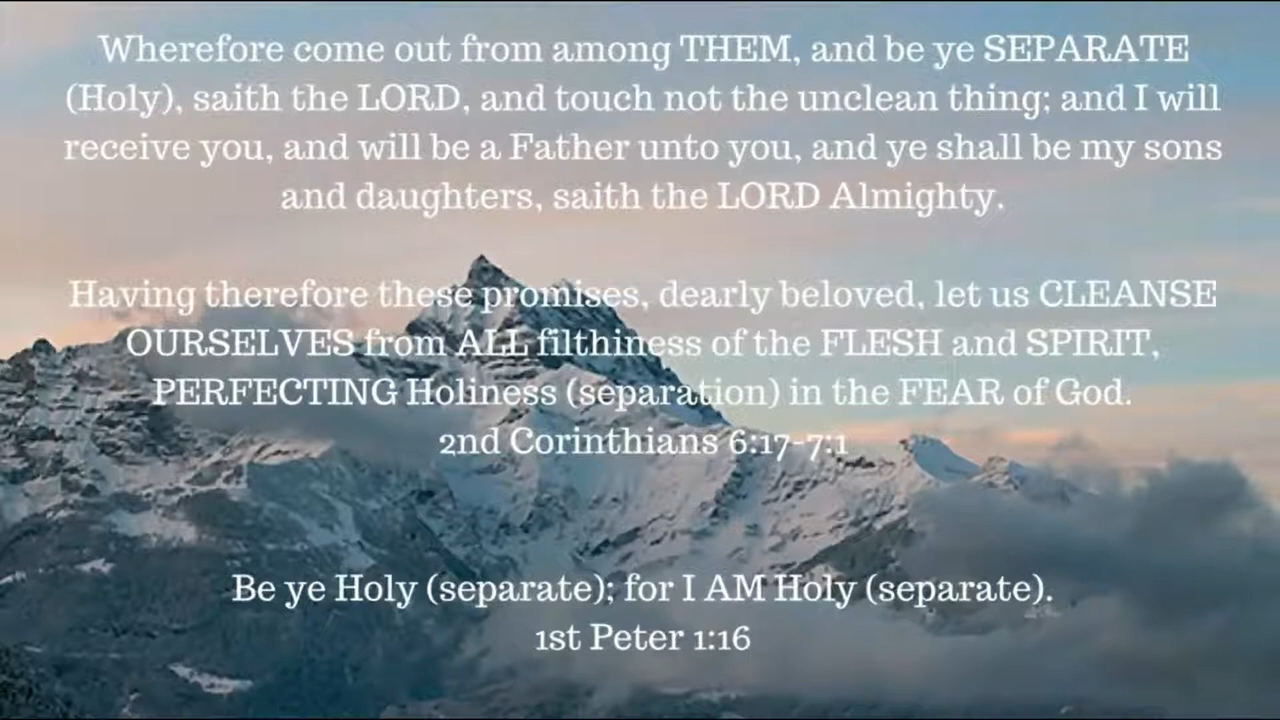 Wherefore come out from among THEM, and be ye SEPARATE
(Holy), saith the LORD, and touch not the unclean thing; and I will
receive you, and will be a Father unto you, and ye shall be my sons
and daughters, saith the LORD Almighty.
Having therefore these promises, dearly beloved, let us CLEANSE
OURSELVES from ALL filthiness of the FLESH and SPIRIT,
PERFECTING Holiness (separation) in the FEAR of God.
2nd Corinthians 6:17-7:1
Be ye Holy (separate); for I AM Holy (separate).
1st Peter 1:16